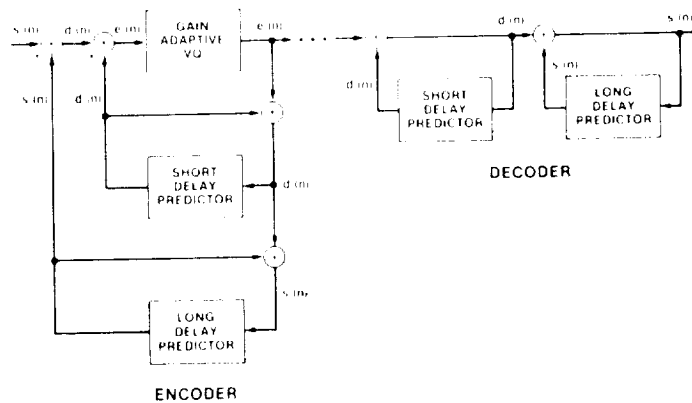 s (n)
d (n)
e (n)
GAIN
ADAPTIVE
VQ
e (n)
d (n)
s (n)
s (n)
d (n)
d (n)
s (n)
SHORT
DELAY
PREDICTOR
LONG
DELAY
PREDICTOR
DECODER
SHORT
DELAY
PREDICTOR
d (n)
s (n)
LONG
DELAY
PREDICTOR
ENCODER